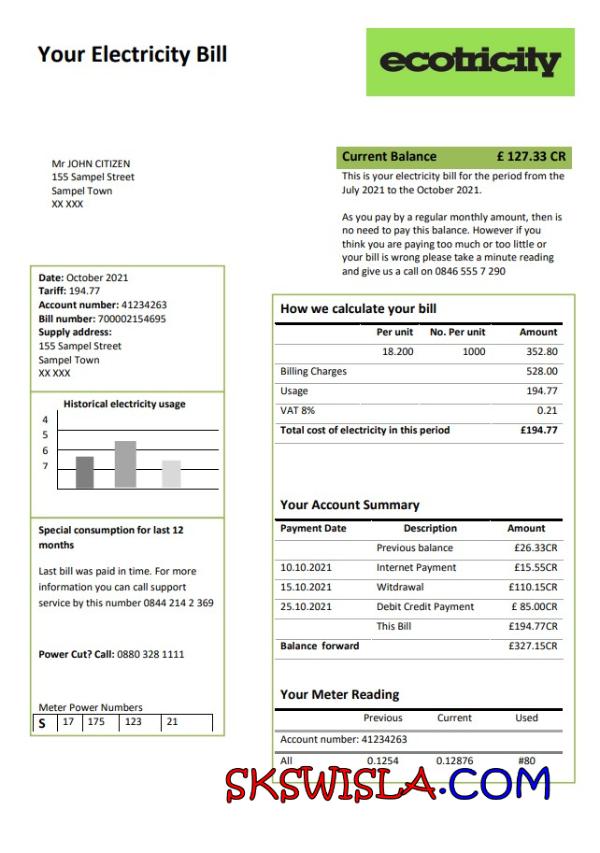 Your Electricity Bill
ecotricity
Mr JOHN CITIZEN
155 Sampel Street
Sampel Town
XX XXX
Current Balance £ 127.33 CR
This is your electricity bill for the period from the
July 2021 to the October 2021.
As you pay by a regular monthly amount, then is
no need to pay this balance. However if you
think you are paying too much or too little or
your bill is wrong please take a minute reading
and give us a call on 0846 555 7 290
Date: October 2021
Tariff: 194.77
Account number: 41234263
Bill number: 700002154695
Supply address:
155 Sampel Street
Sampel Town
XX XXX
Historical electricity usage
4
5
6
7
Special consumption for last 12
months
Last bill was paid in time. For more
information you can call support
service by this number 0844 214 2 369
Power Cut? Call: 0880 328 1111
Meter Power Numbers
S 17 175 123 21
How we calculate your bill
Per unit No. Per unit Amount
18.200 1000 352.80
Billing Charges 528.00
Usage 194.77
VAT 8% 0.21
Total cost of electricity in this period £194.77
Your Account Summary
Payment Date Description Amount
Previous balance £26.33CR
10.10.2021 Internet Payment £15.55CR
15.10.2021 Witdrawal £110.15CR
25.10.2021 Debit Credit Payment £ 85.00CR
This Bill £194.77CR
Balance forward £327.15CR
Your Meter Reading
Previous Current Used
Account number: 41234263
All 0.1254 0.12876 #80
SKSWISLA.COM